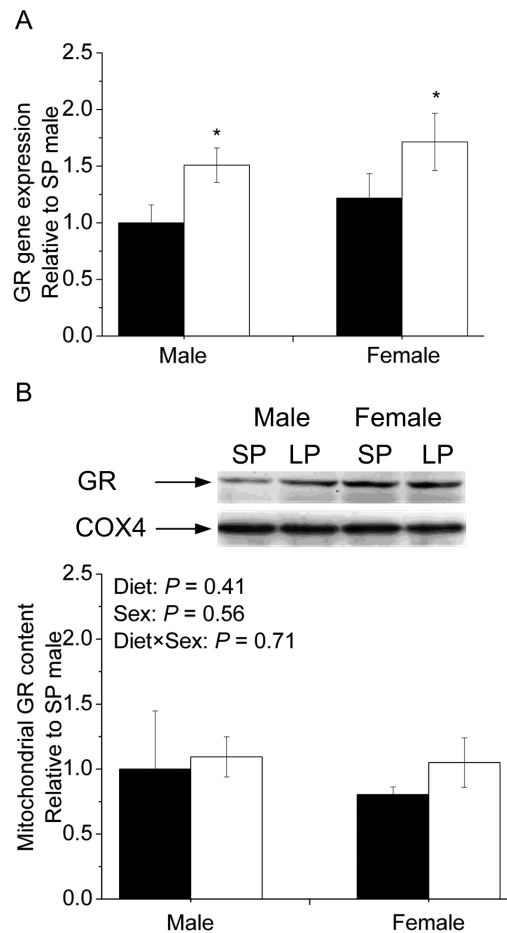 A
GR gene expression
Relative to SP male
2.5
2.0
1.5
1.0
0.5
0.0
*
*
Male
Female
B
Male Female
SP LP SP LP
GR
COX4
Mitochondrial GR content
Relative to SP male
2.5
2.0
1.5
1.0
0.5
0.0
Diet: P = 0.41
Sex: P = 0.56
Diet×Sex: P = 0.71
Male
Female